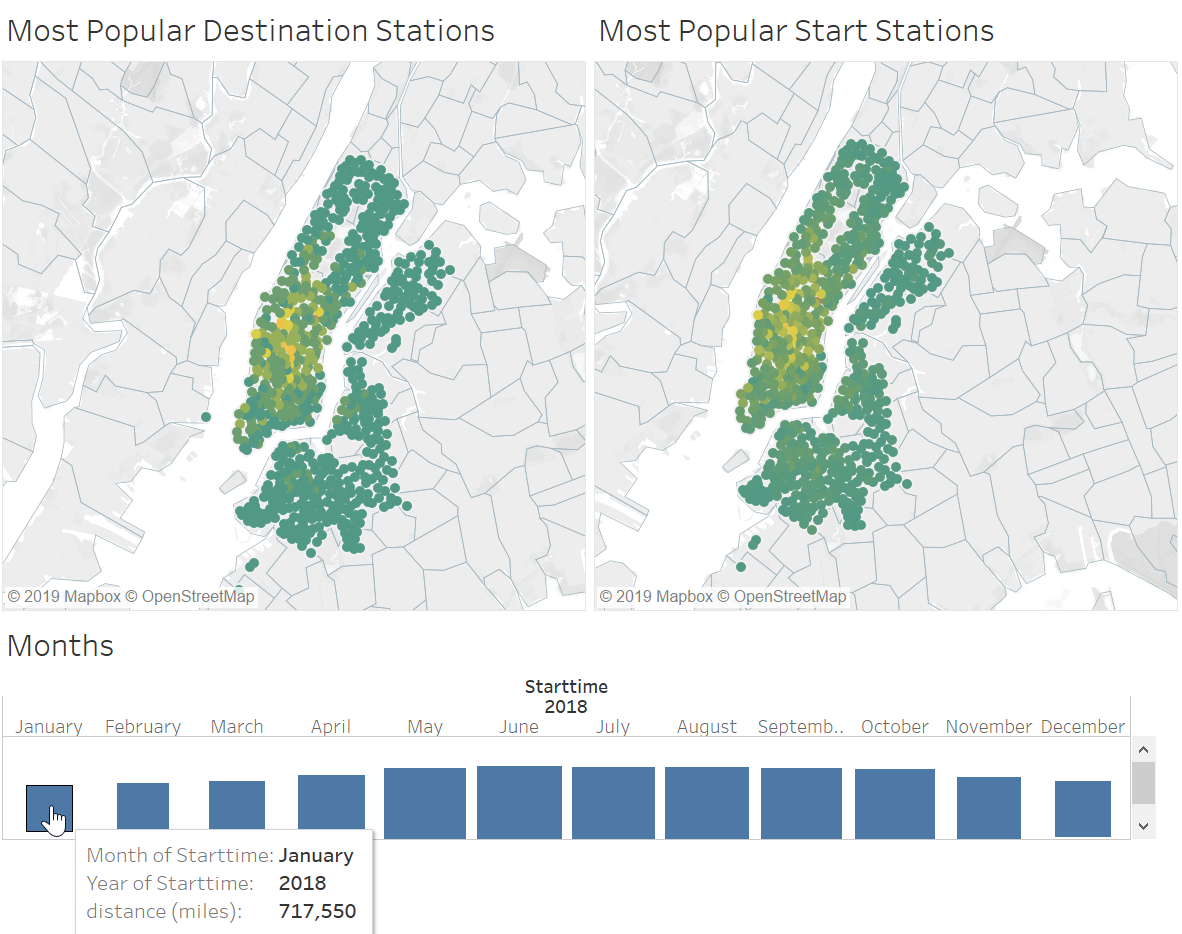 Most Popular Destination Stations
Most Popular Start Stations
© 2019 Mapbox © OpenStreetMap
© 2019 Mapbox © OpenStreetMap
Months
Starttime
2018
January February March April May June July August Septemb.. October November December
Month of Starttime: January
Year of Starttime: 2018
distance (miles): 717,550